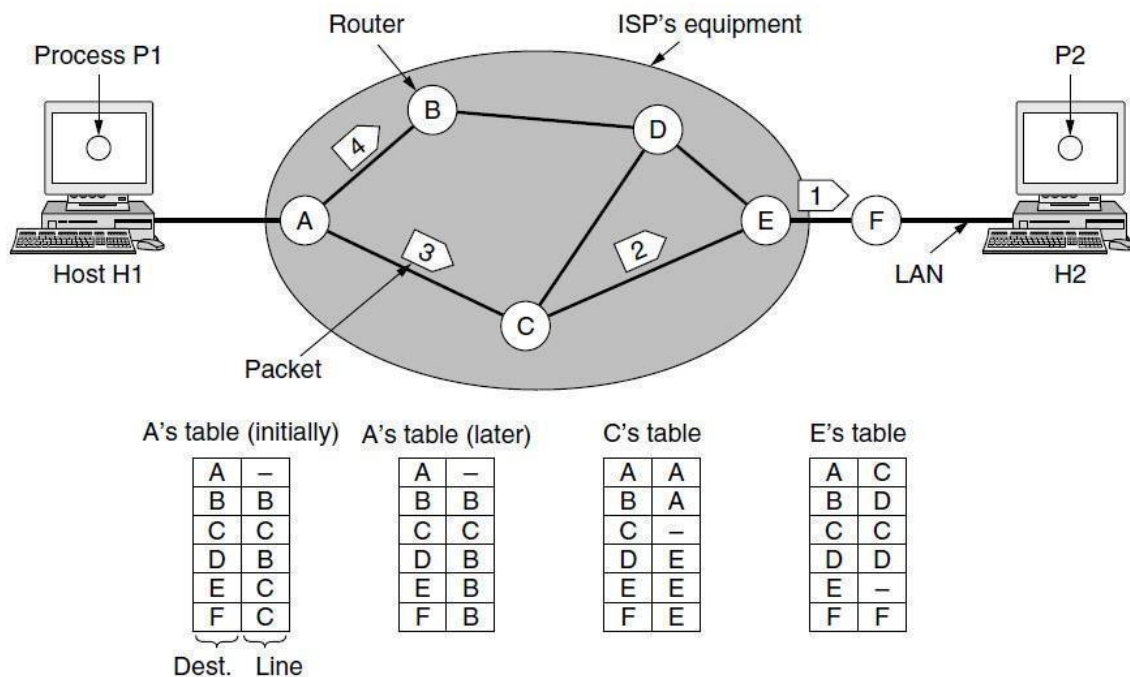 Router
ISP's equipment
Process P1
P2
B
D
4
1
A
E
F
3
2
Host H1
LAN
H2
C
Packet
A's table (initially)
A –
B B
C C
D B
E C
F C
Dest. Line
A's table (later)
A –
B B
C C
D B
E B
F B
C's table
A A
B A
C –
D E
E E
F E
E's table
A C
B D
C C
D D
E –
F F